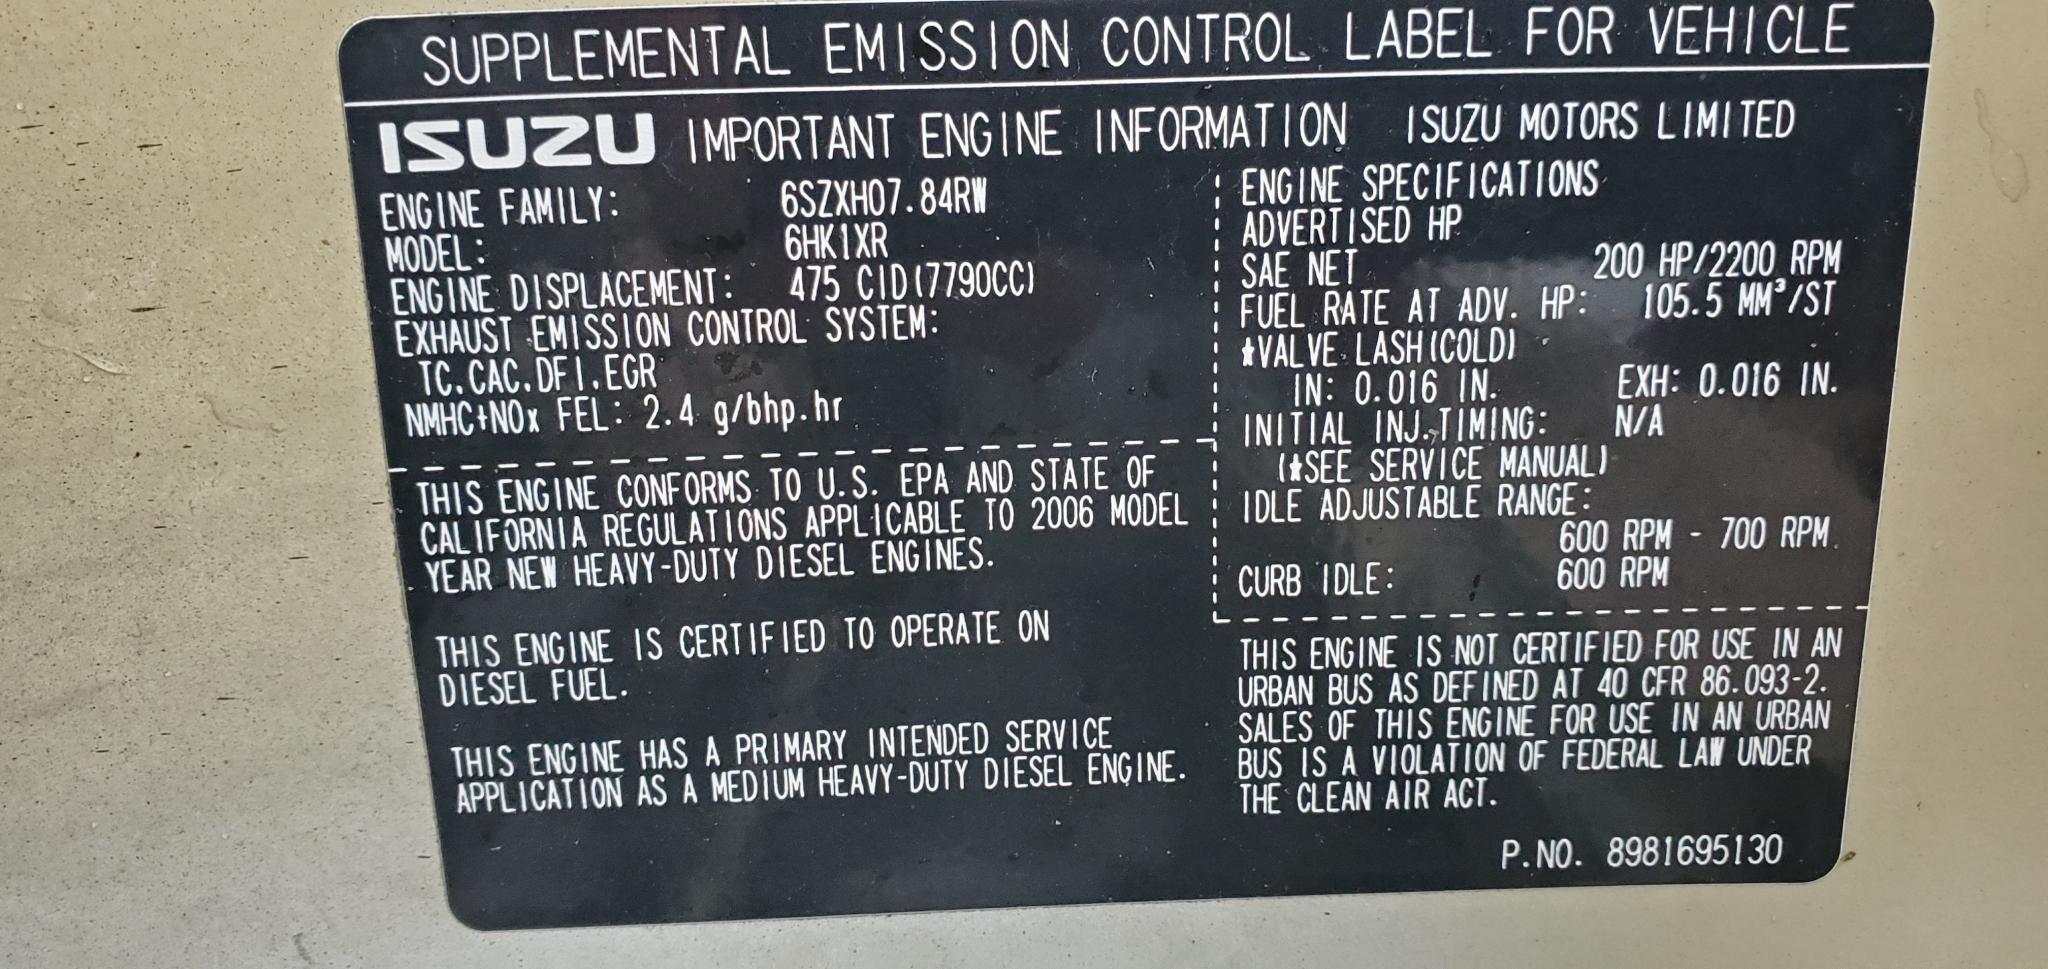 SUPPLEMENTAL EMISSION CONTROL LABEL FOR VEHICLE
ISUZU IMPORTANT ENGINE INFORMATION ISUZU MOTORS LIMITED
ENGINE FAMILY: 6SZXH07.84RW
MODEL: 6HK1XR
ENGINE DISPLACEMENT: 475 CID(7790CC)
EXHAUST EMISSION CONTROL SYSTEM:
TC.CAC.DFI.EGR
NMHC+NOx FEL: 2.4 g/bhp.hr
THIS ENGINE CONFORMS TO U.S. EPA AND STATE OF
CALIFORNIA REGULATIONS APPLICABLE TO 2006 MODEL
YEAR NEW HEAVY-DUTY DIESEL ENGINES.
THIS ENGINE IS CERTIFIED TO OPERATE ON
DIESEL FUEL.
THIS ENGINE HAS A PRIMARY INTENDED SERVICE
APPLICATION AS A MEDIUM HEAVY-DUTY DIESEL ENGINE.
ENGINE SPECIFICATIONS
ADVERTISED HP
SAE NET 200 HP/2200 RPM
FUEL RATE AT ADV. HP: 105.5 MM³/ST
*VALVE LASH(COLD)
IN: 0.016 IN. EXH: 0.016 IN.
INITIAL INJ.TIMING: N/A
(*SEE SERVICE MANUAL)
IDLE ADJUSTABLE RANGE:
600 RPM - 700 RPM
CURB IDLE: 600 RPM
THIS ENGINE IS NOT CERTIFIED FOR USE IN AN
URBAN BUS AS DEFINED AT 40 CFR 86.093-2.
SALES OF THIS ENGINE FOR USE IN AN URBAN
BUS IS A VIOLATION OF FEDERAL LAW UNDER
THE CLEAN AIR ACT.
P.NO. 8981695130